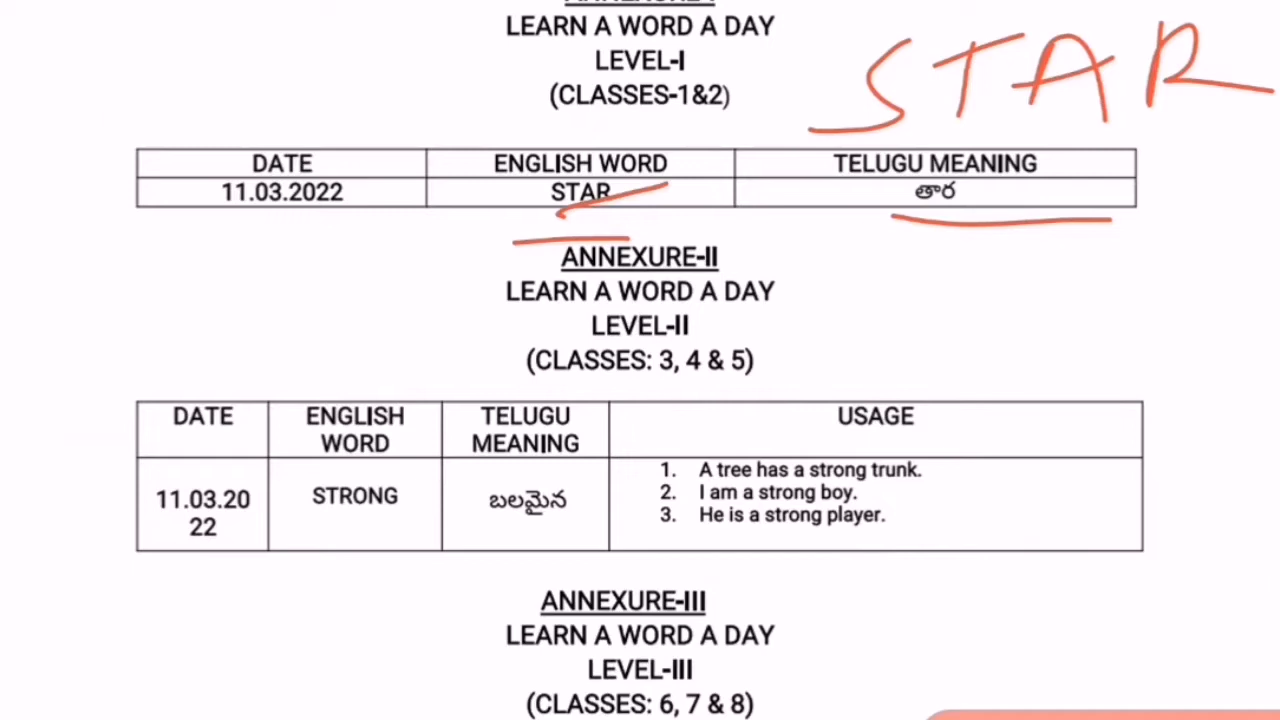 ANNEXURE-I
LEARN A WORD A DAY
LEVEL-I
(CLASSES-1&2)
STAR
DATE ENGLISH WORD TELUGU MEANING
11.03.2022 STAR తార
ANNEXURE-II
LEARN A WORD A DAY
LEVEL-II
(CLASSES: 3, 4 & 5)
DATE ENGLISH WORD TELUGU MEANING USAGE
11.03.2022 STRONG బలమైన
1. A tree has a strong trunk.
2. I am a strong boy.
3. He is a strong player.
ANNEXURE-III
LEARN A WORD A DAY
LEVEL-III
(CLASSES: 6, 7 & 8)